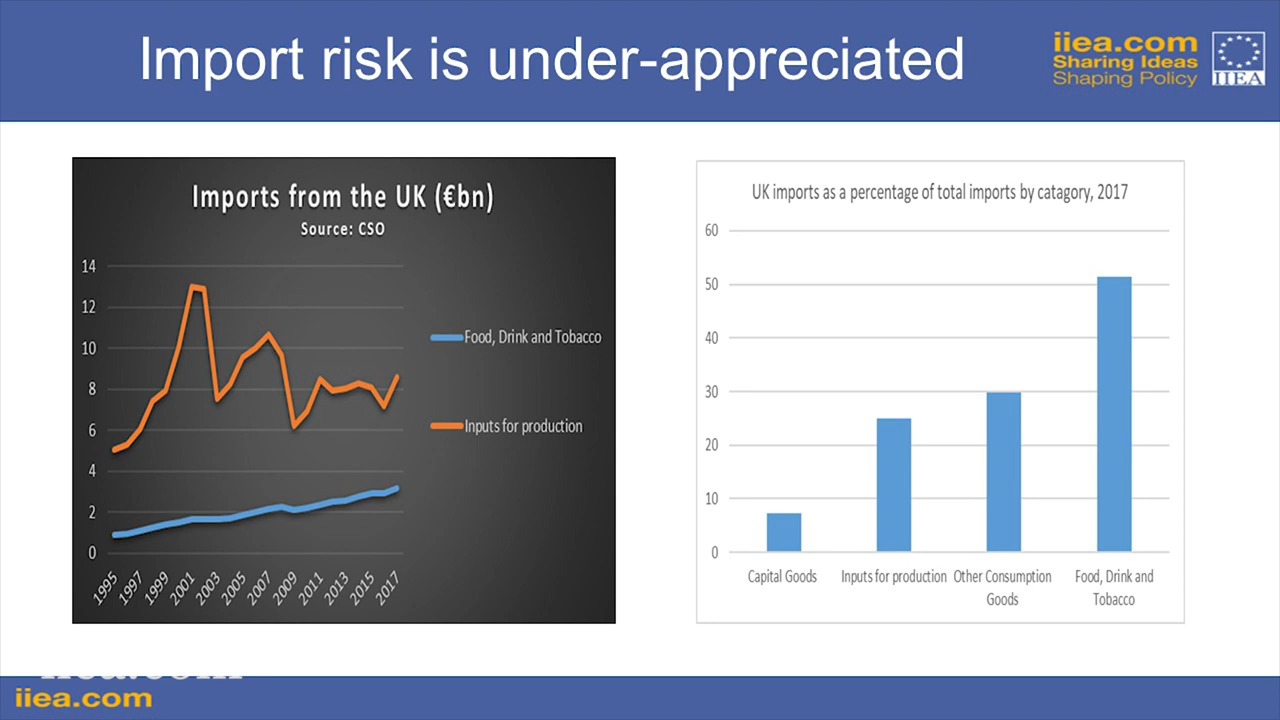 Import risk is under-appreciated
iiea.com
Sharing Ideas
Shaping Policy
IIEA
Imports from the UK (€bn)
Source: CSO
14
12
10
8
6
4
2
0
1995
1997
1999
2001
2003
2005
2007
2009
2011
2013
2015
2017
Food, Drink and Tobacco
Inputs for production
UK imports as a percentage of total imports by catagory, 2017
60
50
40
30
20
10
0
Capital Goods
Inputs for production
Other Consumption
Goods
Food, Drink and
Tobacco
iiea.com
iiea.com